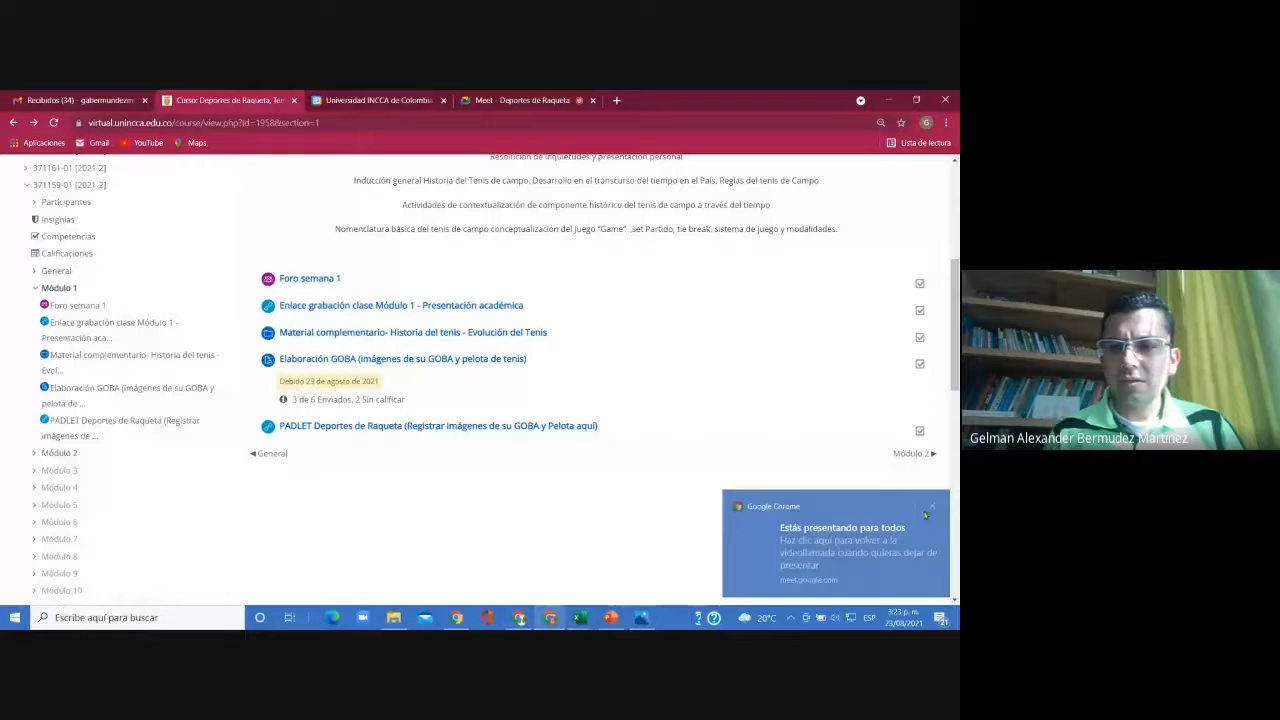 Recibidos (34) - gabermundezmi
Curso: Deportes de Raqueta, Ten
Universidad INCCA de Colombia
Meet - Deportes de Raqueta
virtual.unincca.edu.co/course/view.php?id=1958&section=1
Aplicaciones
Gmail
YouTube
Maps
Lista de lectura
371161-01 [2021-2]
371159-01 [2021-2]
Participantes
Insignias
Competencias
Calificaciones
General
Módulo 1
Foro semana 1
Enlace grabación clase Módulo 1 -
Presentación aca...
Material complementario- Historia del tenis -
Evol...
Elaboración GOBA (imágenes de su GOBA y
pelota de ...
PADLET Deportes de Raqueta (Registrar
imágenes de ...
Módulo 2
Módulo 3
Módulo 4
Módulo 5
Módulo 6
Módulo 7
Módulo 8
Módulo 9
Módulo 10
Resolución de inquietudes y presentación personal
Inducción general Historia del Tenis de campo, Desarrollo en el transcurso del tiempo en el País, Reglas del tenis de Campo
Actividades de contextualización de componente histórico del tenis de campo a través del tiempo
Nomenclatura básica del tenis de campo conceptualización del Juego "Game" ,set Partido, tie break, sistema de juego y modalidades.
Foro semana 1
Enlace grabación clase Módulo 1 - Presentación académica
Material complementario- Historia del tenis - Evolución del Tenis
Elaboración GOBA (imágenes de su GOBA y pelota de tenis)
Debido 23 de agosto de 2021
3 de 6 Enviados, 2 Sin calificar
PADLET Deportes de Raqueta (Registrar imágenes de su GOBA y Pelota aquí)
◀ General
Módulo 2 ▶
Google Chrome
Estás presentando para todos
Haz clic aquí para volver a la
videollamada cuando quieras dejar de
presentar
meet.google.com
Escribe aquí para buscar
20°C
ESP
3:23 p. m.
23/08/2021
21
Gelman Alexander Bermudez Martinez